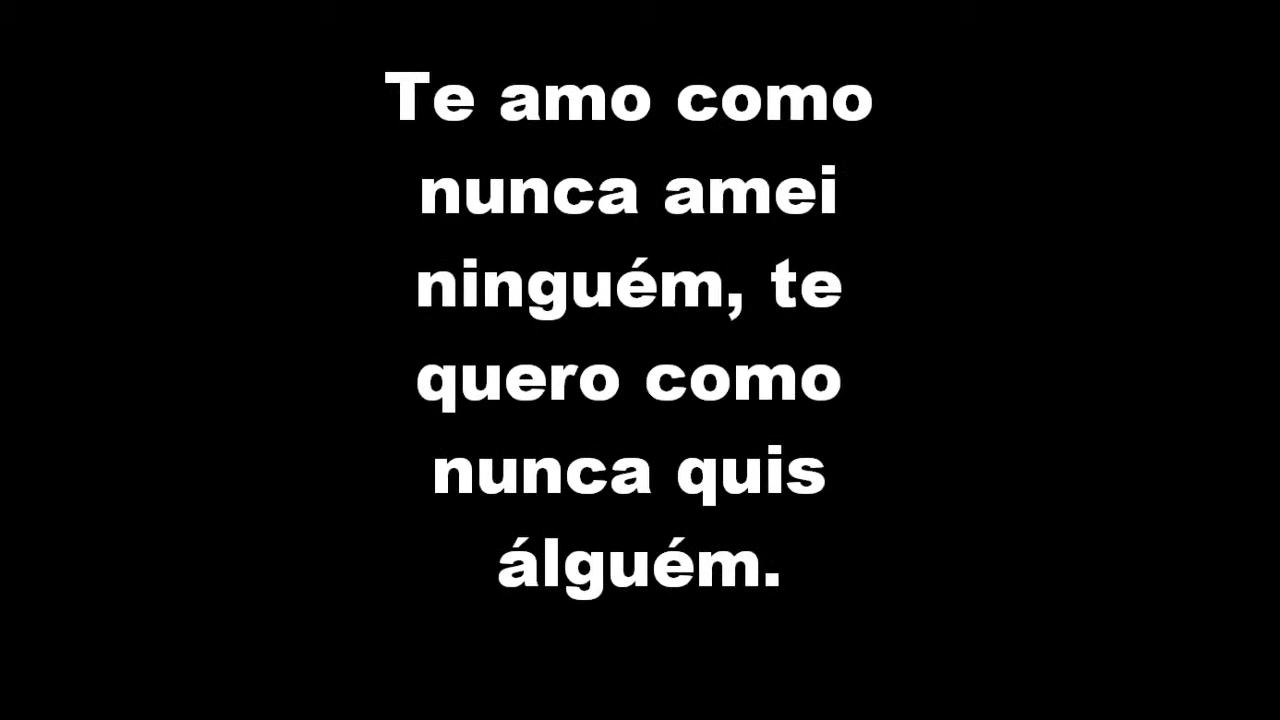 Te amo como
nunca amei
ninguém, te
quero como
nunca quis
álguém.